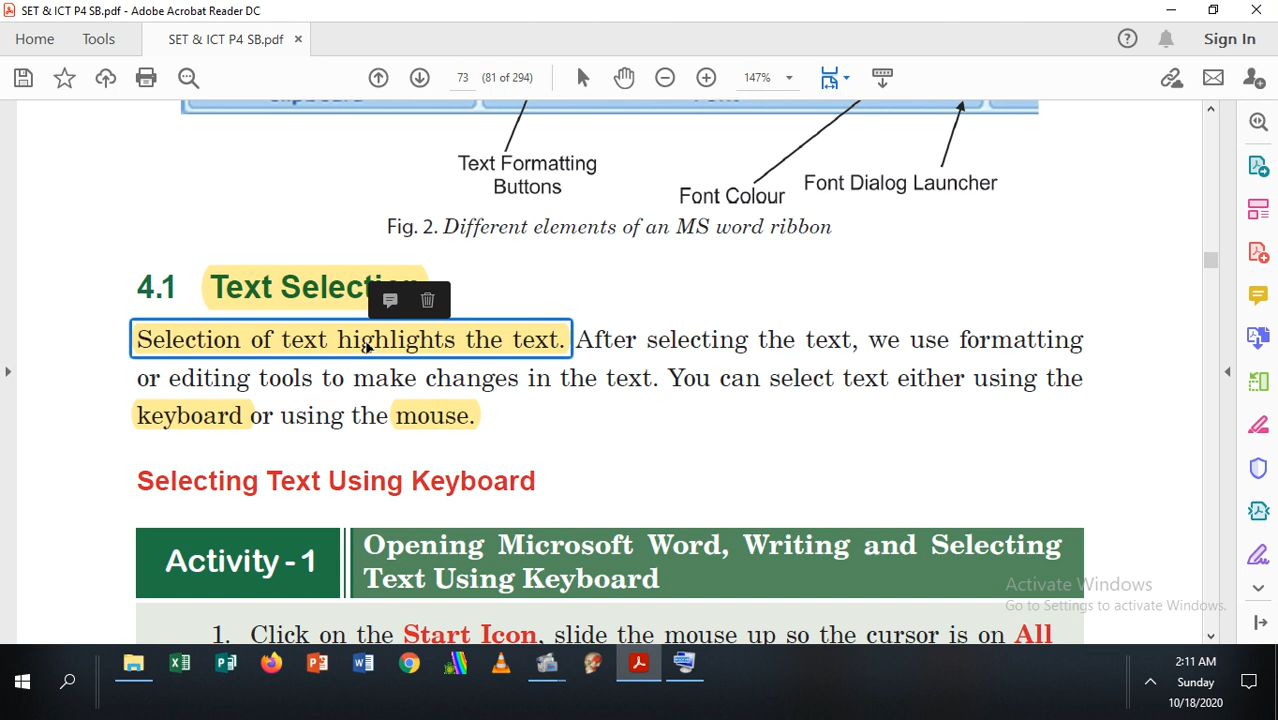 SET & ICT P4 SB.pdf - Adobe Acrobat Reader DC
Home Tools SET & ICT P4 SB.pdf × Sign In
73 (81 of 294) 147%
Text Formatting
Buttons
Font Colour
Font Dialog Launcher
Fig. 2. Different elements of an MS word ribbon
4.1 Text Selection
Selection of text highlights the text. After selecting the text, we use formatting
or editing tools to make changes in the text. You can select text either using the
keyboard or using the mouse.
Selecting Text Using Keyboard
Activity - 1
Opening Microsoft Word, Writing and Selecting
Text Using Keyboard
Activate Windows
Go to Settings to activate Windows.
1. Click on the Start Icon, slide the mouse up so the cursor is on All
2:11 AM
Sunday
10/18/2020